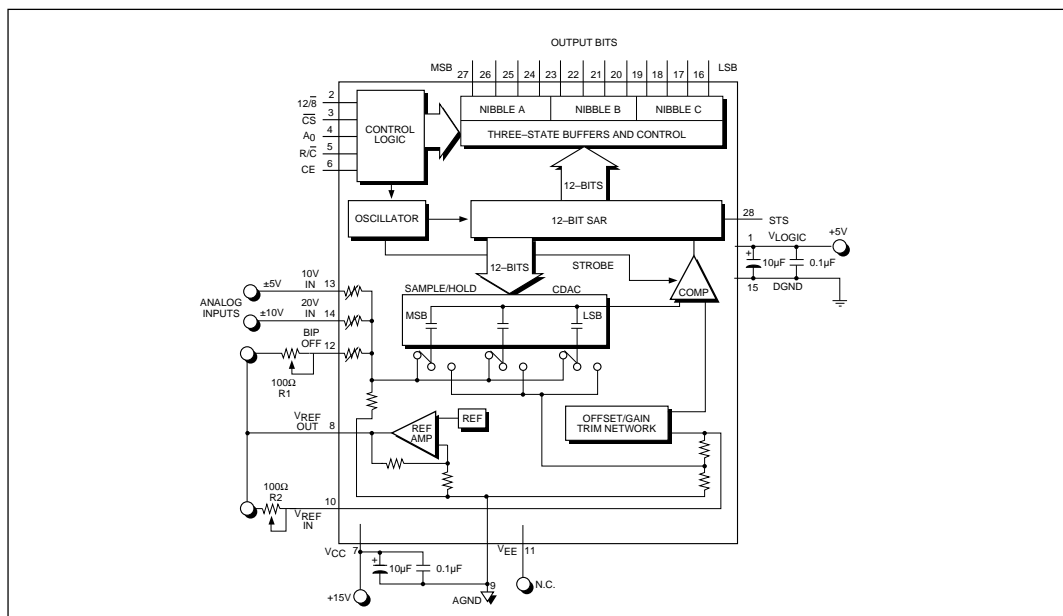 OUTPUT BITS
MSB LSB
27 26 25 24 23 22 21 20 19 18 17 16
2
12/8̅
3
C̅S̅
4
A0
5
R/C̅
6
CE
CONTROL
LOGIC
NIBBLE A NIBBLE B NIBBLE C
THREE–STATE BUFFERS AND CONTROL
12–BITS
OSCILLATOR
12–BIT SAR
28
STS
1
VLOGIC
+5V
10µF
+
0.1µF
15
DGND
12–BITS
STROBE
COMP
10V
IN
13
±5V
ANALOG
INPUTS
20V
IN
14
±10V
BIP
OFF
12
100Ω
R1
SAMPLE/HOLD CDAC
MSB LSB
VREF
OUT
8
REF
AMP
REF
OFFSET/GAIN
TRIM NETWORK
100Ω
R2
10
VREF
IN
VCC
7
+
10µF
0.1µF
+15V
9
AGND
VEE
11
N.C.